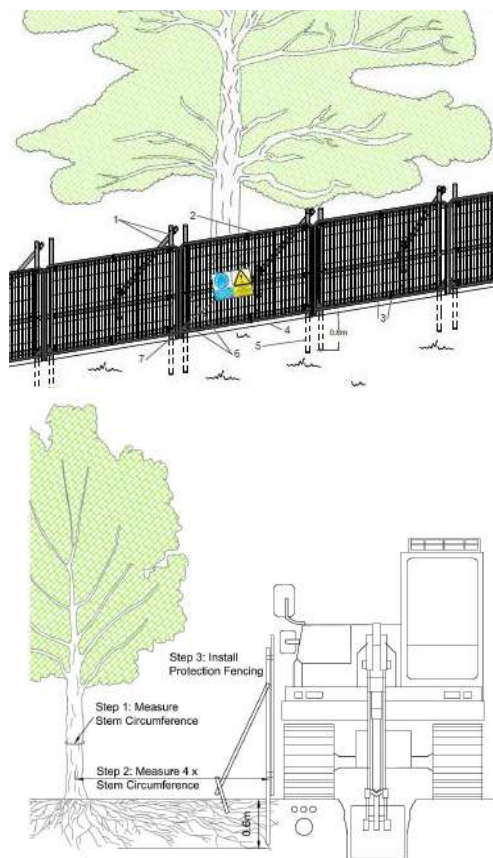 1
2
3
4
0.6m
5
6
7
Step 3: Install
Protection Fencing
Step 1: Measure
Stem Circumference
Step 2: Measure 4 x
Stem Circumference
0.6m